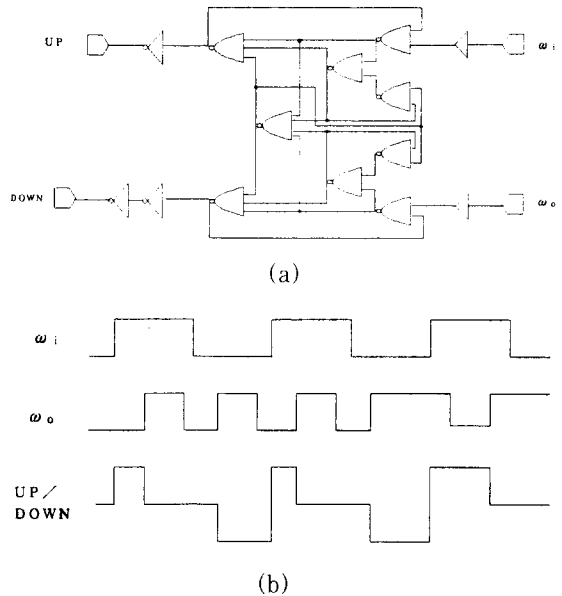 UP
ω i
DOWN
ω o
(a)
ω i
ω o
UP／
DOWN
(b)